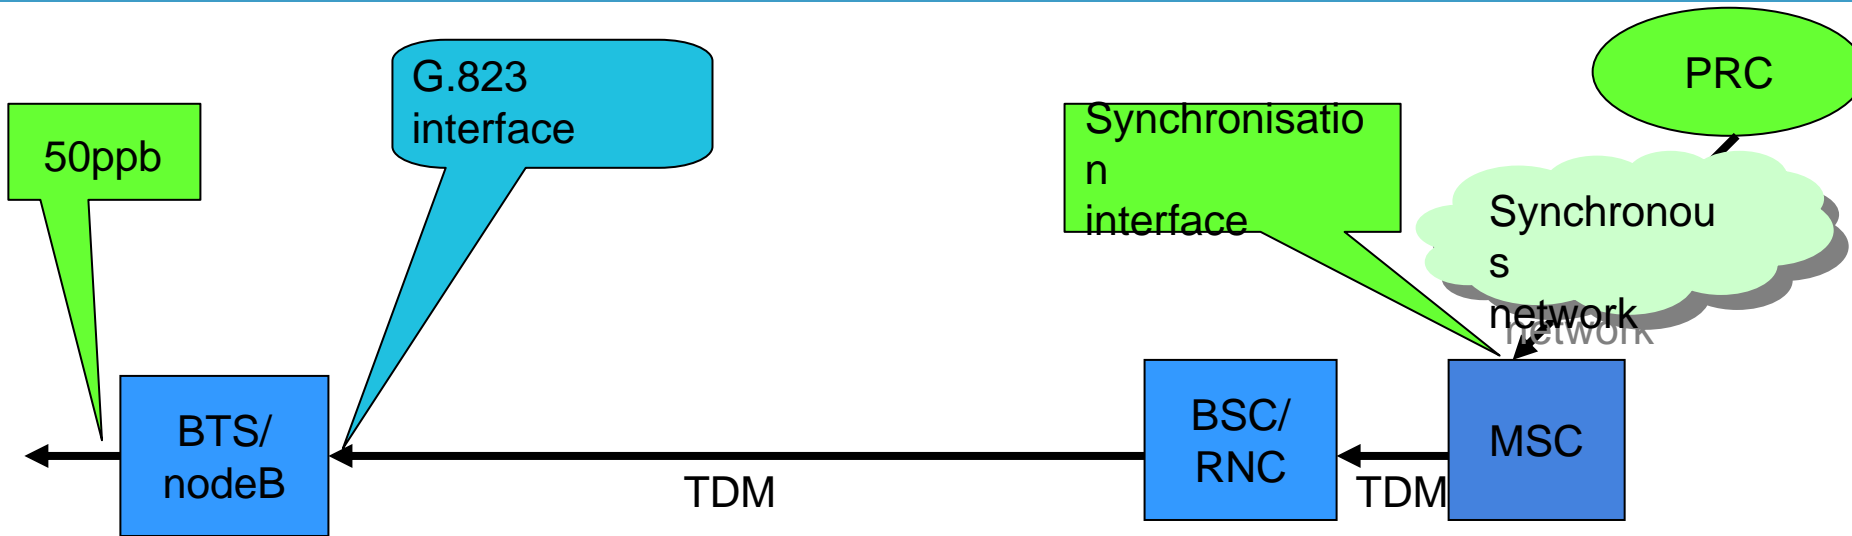 50ppb
G.823
interface
Synchronisatio
n
interface
PRC
Synchronou
s
network
network
BTS/
nodeB
TDM
BSC/
RNC
TDM
MSC